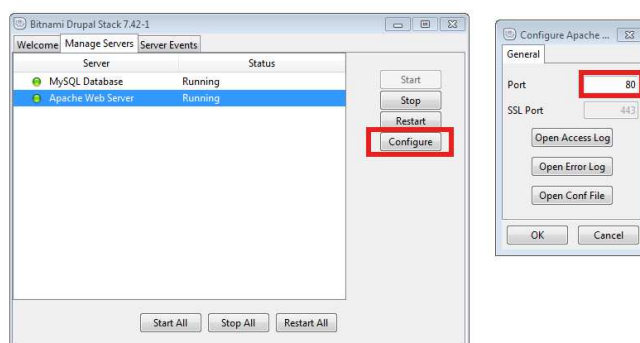 Bitnami Drupal Stack 7.42-1
Welcome Manage Servers Server Events
Server Status
MySQL Database Running
Apache Web Server Running
Start
Stop
Restart
Configure
Start All Stop All Restart All
Configure Apache ...
General
Port 80
SSL Port 443
Open Access Log
Open Error Log
Open Conf File
OK Cancel